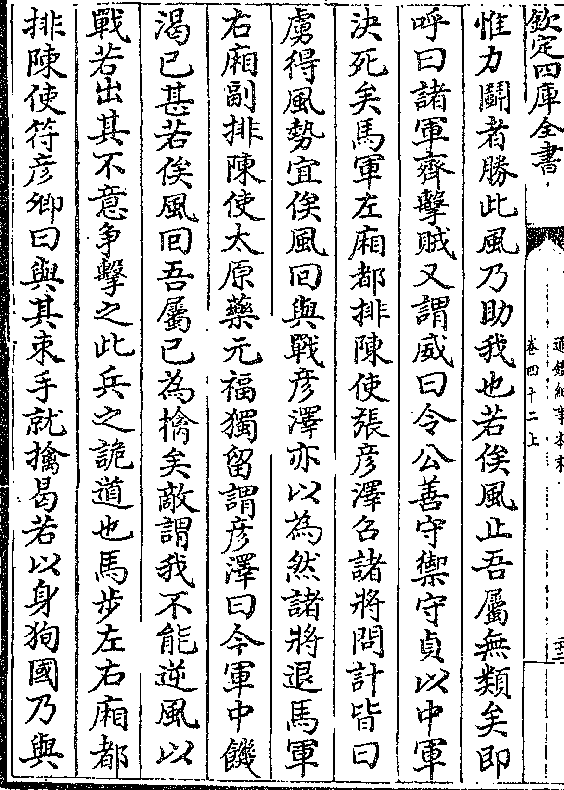 欽定四庫全書
通鑑紀事本末
卷四十二上
惟力鬭者勝此風乃助我也若俟風止吾屬無類矣即
呼曰諸軍齊擊賊又謂威曰令公善守禦守貞以中軍
決死矣馬軍左廂都排陳使張彦澤召諸將問計皆曰
虜得風勢宜俟風回與戰彦澤亦以為然諸將退馬軍
右廂副排陳使太原藥元福獨留謂彦澤曰今軍中饑
渴已甚若俟風回吾屬已為擒矣敵謂我不能逆風以
戰若出其不意争擊之此兵之詭道也馬步左右廂都
排陳使符彦卿曰與其束手就擒曷若以身狥國乃與